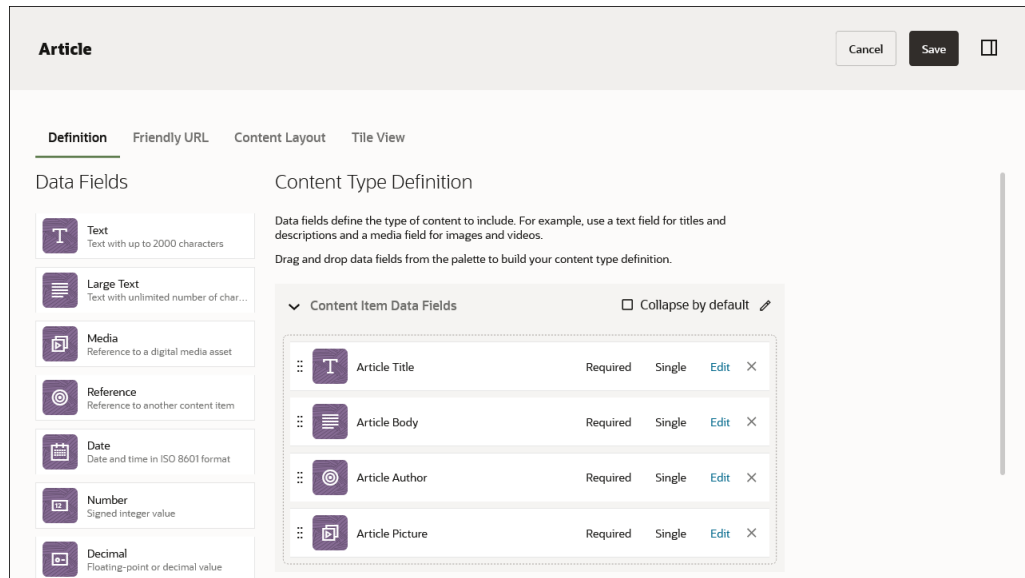 Article
Cancel
Save
Definition
Friendly URL
Content Layout
Tile View
Data Fields
T
Text
Text with up to 2000 characters
Large Text
Text with unlimited number of char...
Media
Reference to a digital media asset
Reference
Reference to another content item
Date
Date and time in ISO 8601 format
12
Number
Signed integer value
Decimal
Floating-point or decimal value
Content Type Definition
Data fields define the type of content to include. For example, use a text field for titles and
descriptions and a media field for images and videos.
Drag and drop data fields from the palette to build your content type definition.
Content Item Data Fields
Collapse by default
T Article Title Required Single Edit
Article Body Required Single Edit
Article Author Required Single Edit
Article Picture Required Single Edit